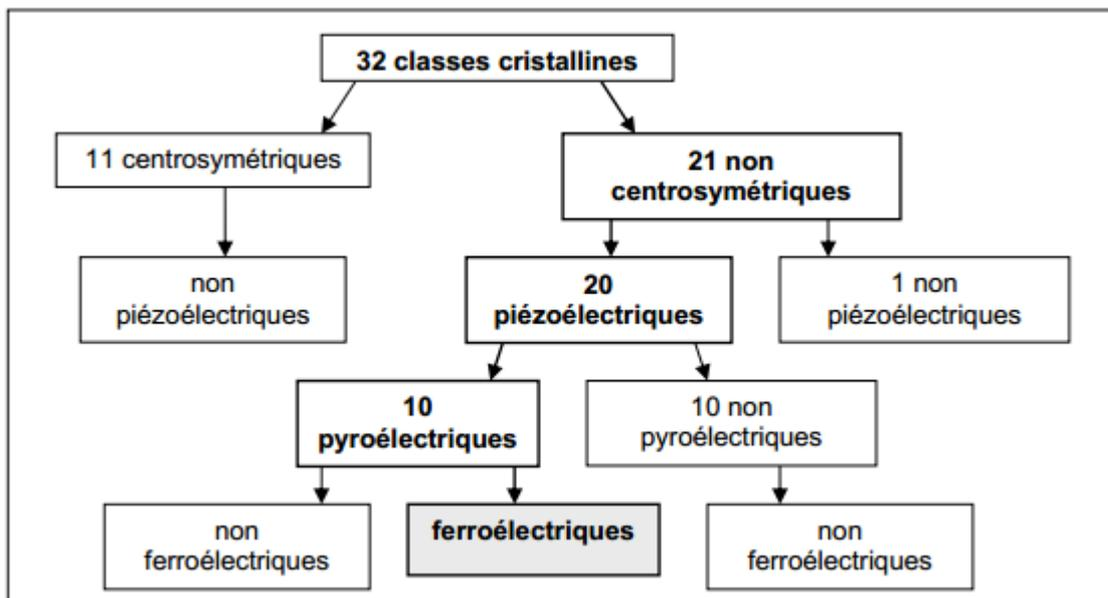 32 classes cristallines
11 centrosymétriques
21 non
centrosymétriques
non
piézoélectriques
20
piézoélectriques
1 non
piézoélectriques
10
pyroélectriques
10 non
pyroélectriques
non
ferroélectriques
ferroélectriques
non
ferroélectriques